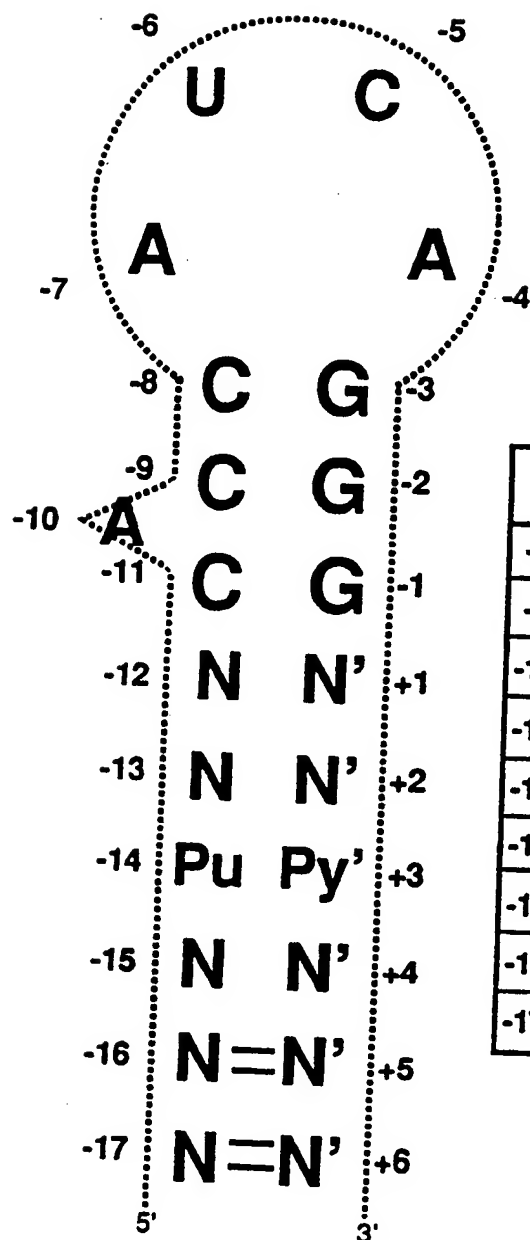 -6 -5
U C
A A
-7 -4
-8 C G -3
-9 C G -2
-10 A
-11 C G -1
-12 N N' +1
-13 N N' +2
-14 Pu Py' +3
-15 N N' +4
-16 N N' +5
-17 N N' +6
5' 3'